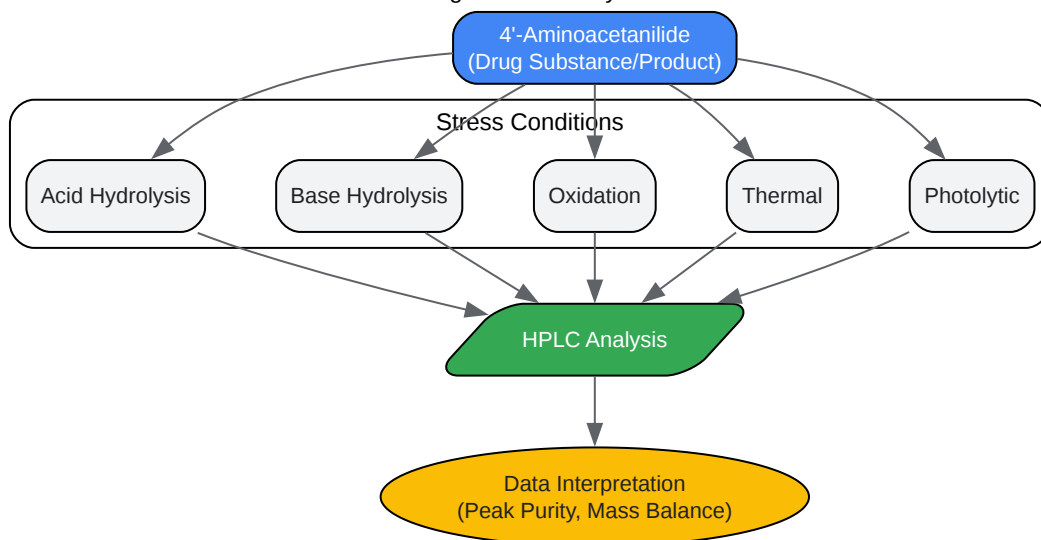 4'-Aminoacetanilide
(Drug Substance/Product)
Stress Conditions
Acid Hydrolysis
Base Hydrolysis
Oxidation
Thermal
Photolytic
HPLC Analysis
Data Interpretation
(Peak Purity, Mass Balance)